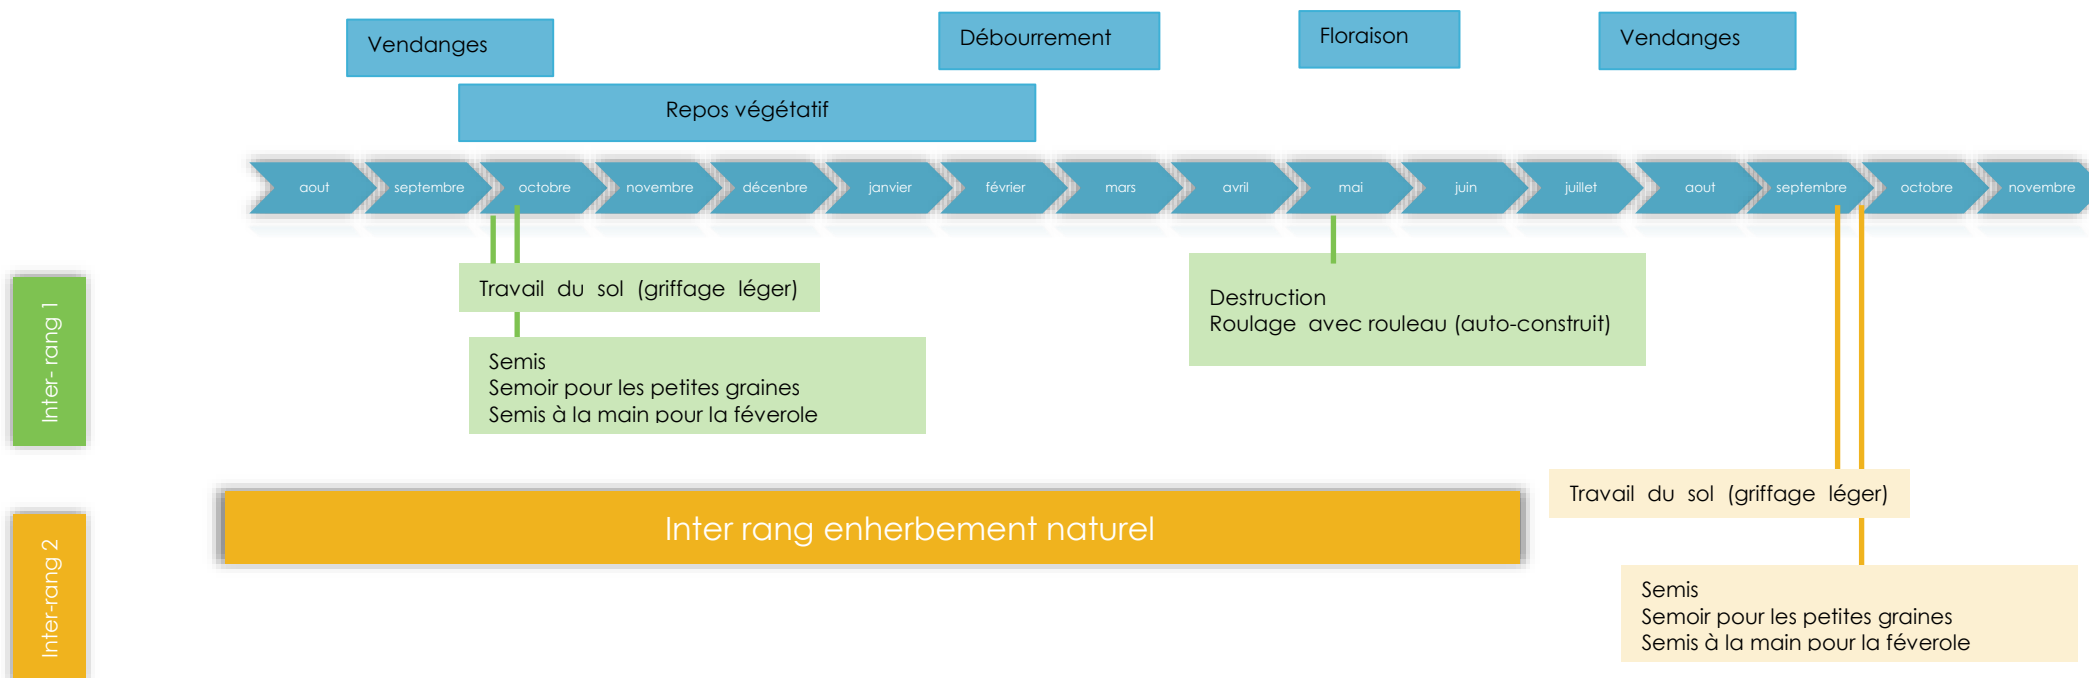 Vendanges
Débourrement
Floraison
Vendanges
Repos végétatif
aout
septembre
octobre
novembre
décenbre
janvier
février
mars
avril
mai
juin
juillet
aout
septembre
octobre
novembre
Inter- rang 1
Travail du sol (griffage léger)
Semis
Semoir pour les petites graines
Semis à la main pour la féverole
Destruction
Roulage avec rouleau (auto-construit)
Inter-rang 2
Inter rang enherbement naturel
Travail du sol (griffage léger)
Semis
Semoir pour les petites graines
Semis à la main pour la féverole